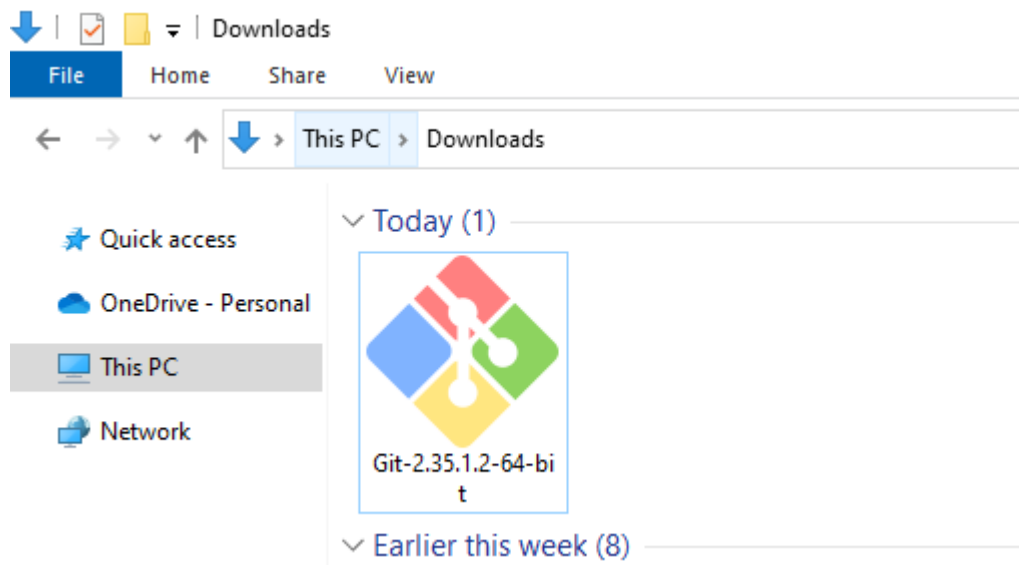 Downloads
File Home Share View
This PC Downloads
Quick access
OneDrive - Personal
This PC
Network
Today (1)
Git-2.35.1.2-64-bi
t
Earlier this week (8)